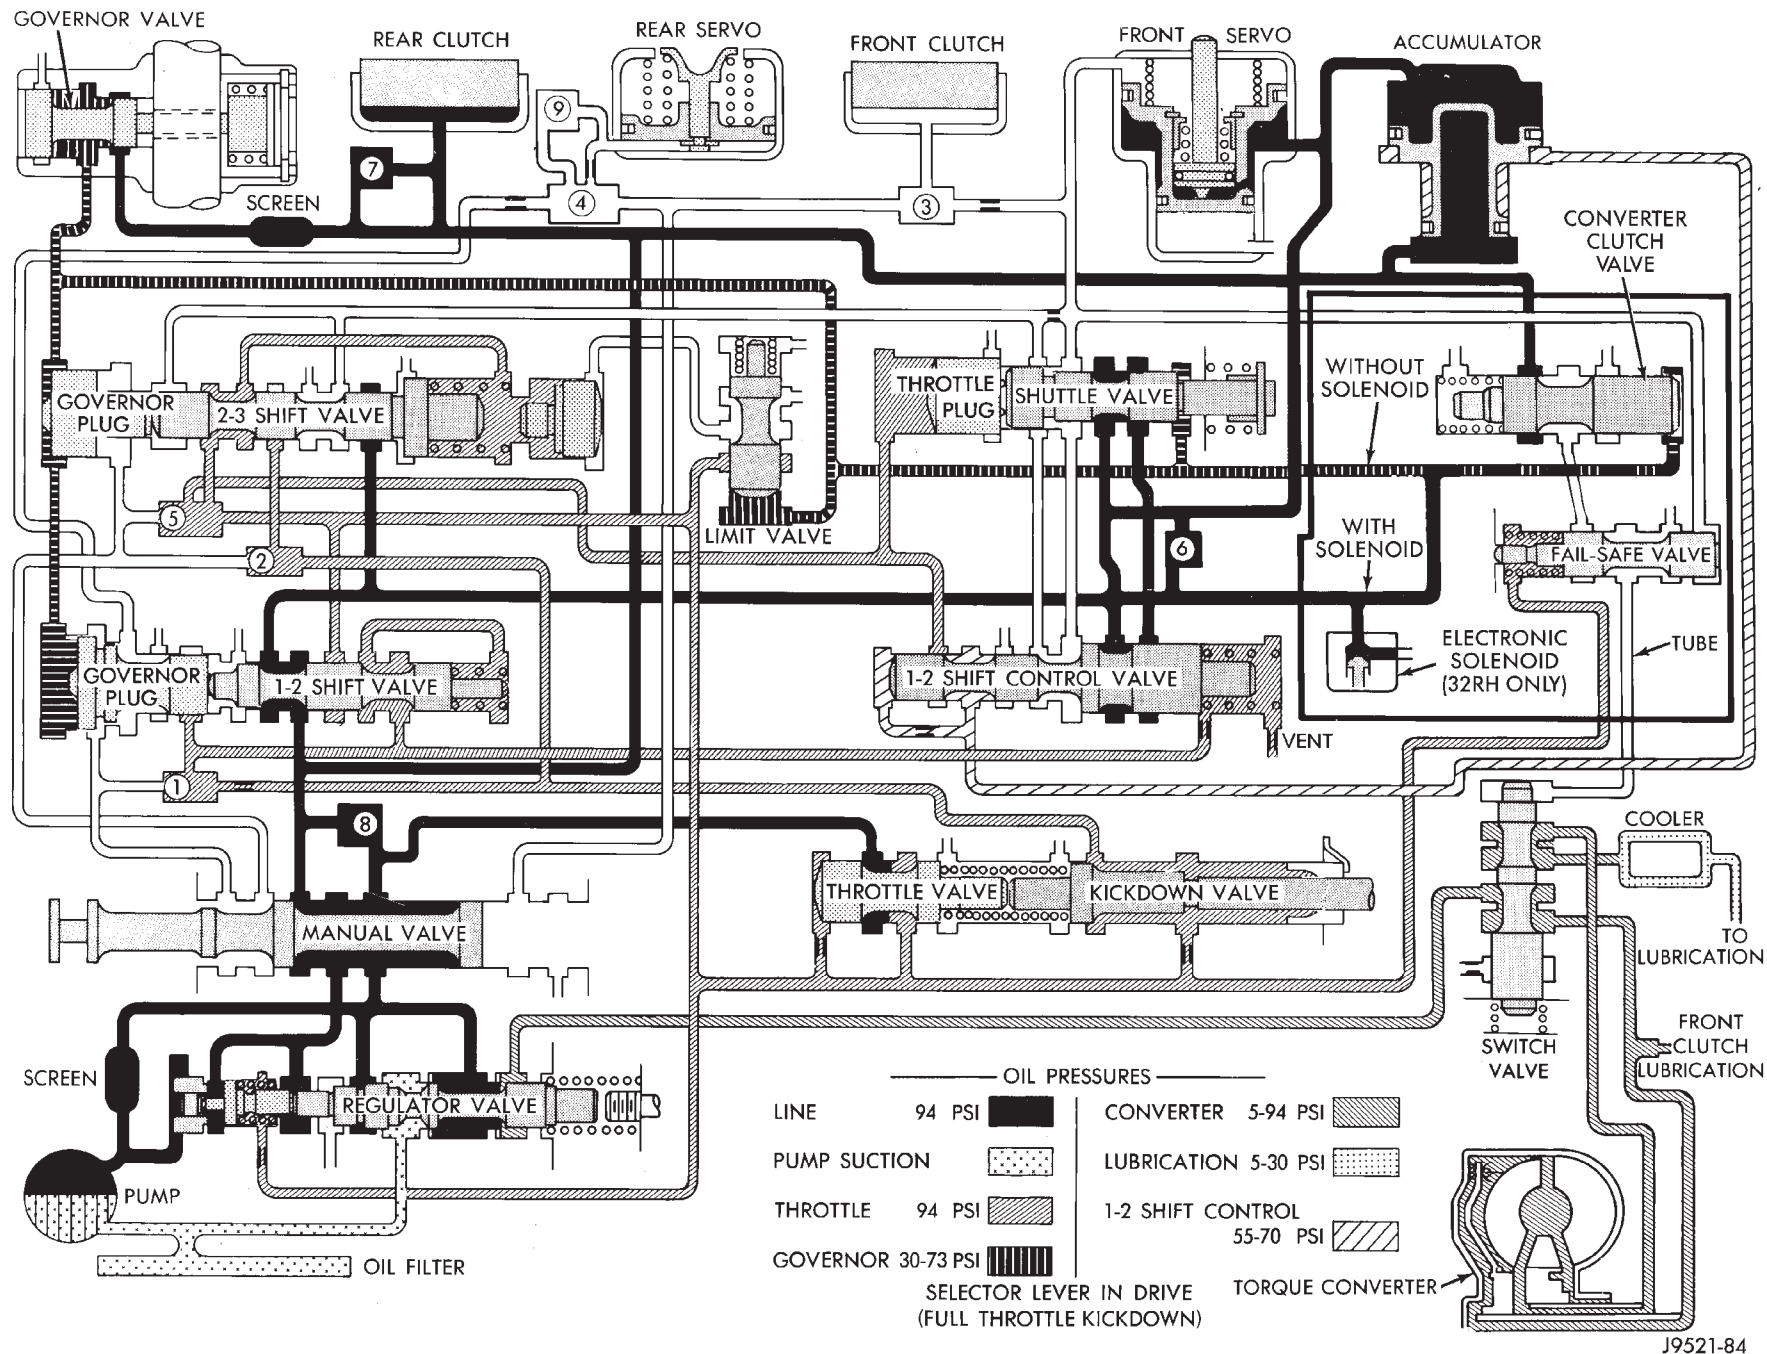 GOVERNOR VALVE
REAR CLUTCH
REAR SERVO
FRONT CLUTCH
FRONT SERVO
ACCUMULATOR
9
7
SCREEN
4
3
CONVERTER
CLUTCH
VALVE
WITHOUT
SOLENOID
GOVERNOR
PLUG
2-3 SHIFT VALVE
THROTTLE
PLUG
SHUTTLE VALVE
5
LIMIT VALVE
2
6
WITH
SOLENOID
FAIL-SAFE VALVE
GOVERNOR
PLUG
1-2 SHIFT VALVE
1-2 SHIFT CONTROL VALVE
ELECTRONIC
SOLENOID
(32RH ONLY)
TUBE
VENT
1
8
COOLER
THROTTLE VALVE
KICKDOWN VALVE
MANUAL VALVE
TO
LUBRICATION
SWITCH
VALVE
FRONT
CLUTCH
LUBRICATION
SCREEN
REGULATOR VALVE
PUMP
OIL FILTER
OIL PRESSURES
LINE 94 PSI
PUMP SUCTION
THROTTLE 94 PSI
GOVERNOR 30-73 PSI
CONVERTER 5-94 PSI
LUBRICATION 5-30 PSI
1-2 SHIFT CONTROL
55-70 PSI
SELECTOR LEVER IN DRIVE
(FULL THROTTLE KICKDOWN)
TORQUE CONVERTER
J9521-84